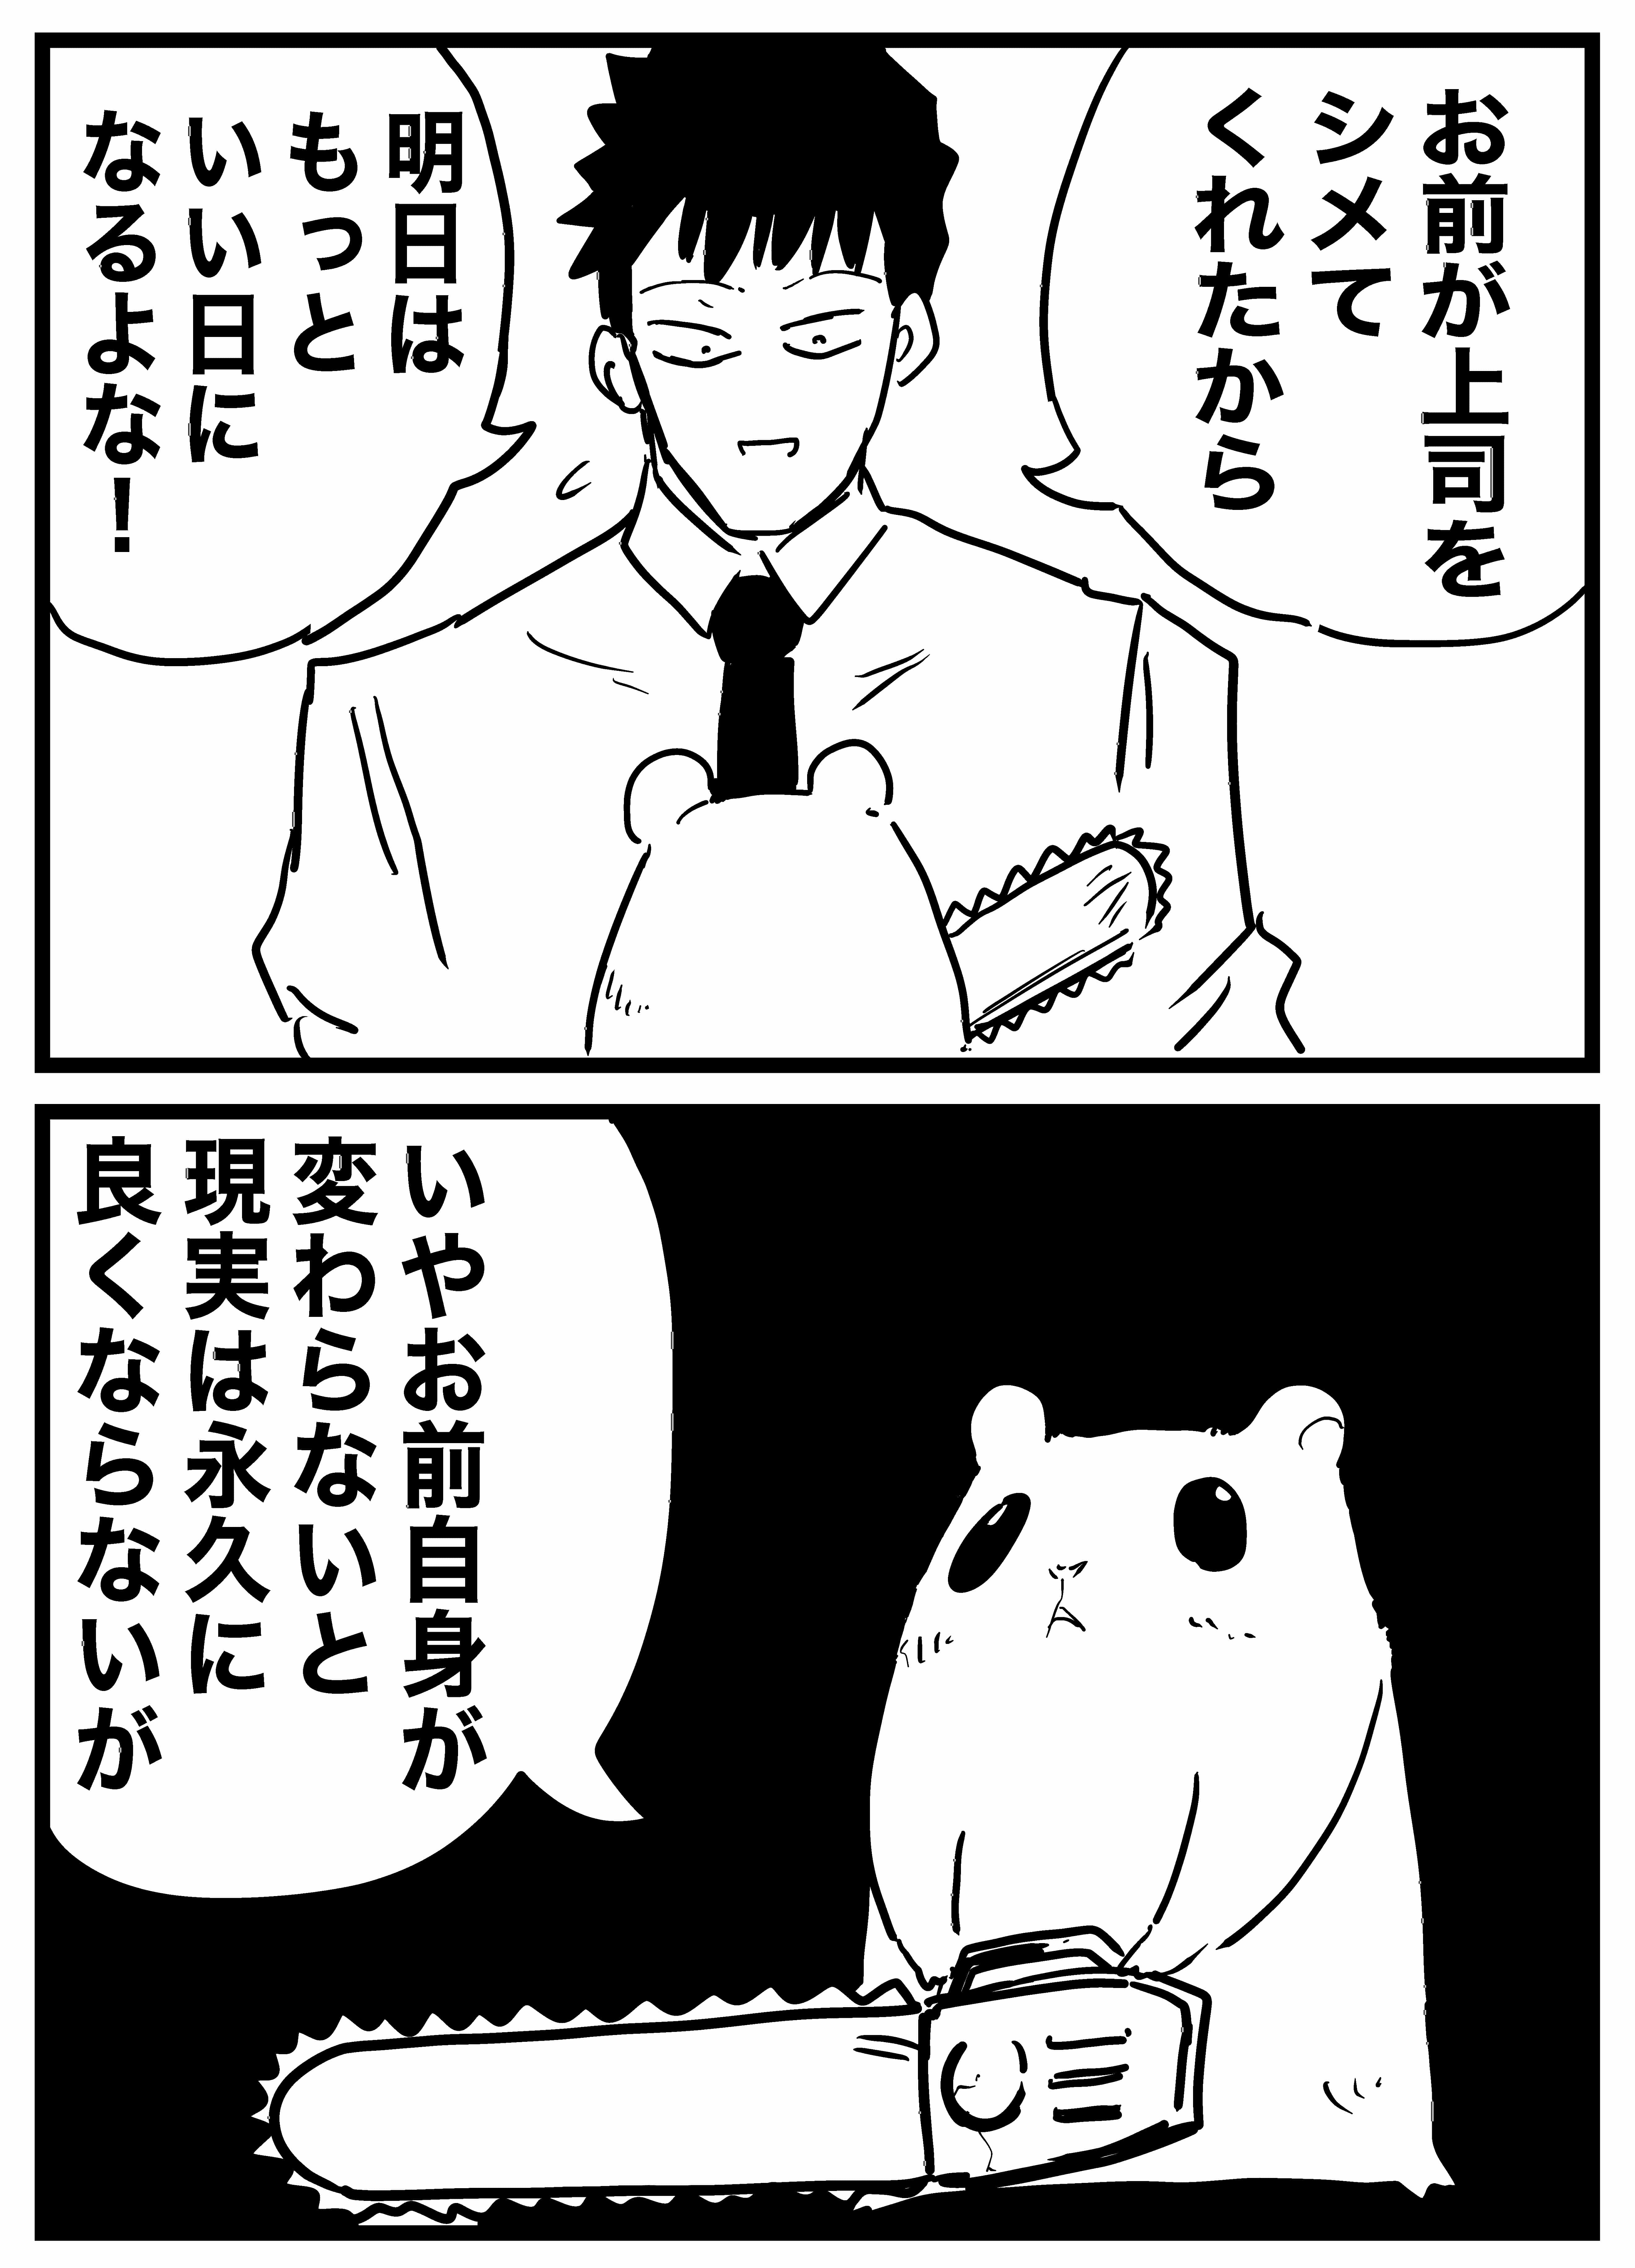 お前が上司を
シメて
くれたから
明日は
もっと
いい日に
なるよな！
いやお前自身が
変わらないと
現実は永久に
良くならないが